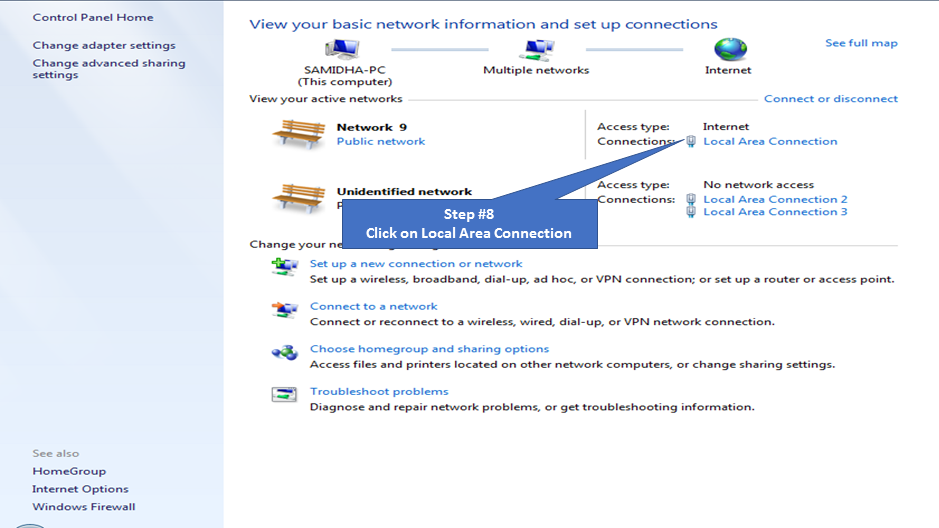 Control Panel Home
Change adapter settings
Change advanced sharing
settings
View your basic network information and set up connections
See full map
SAMIDHA-PC
(This computer)
Multiple networks
Internet
View your active networks
Connect or disconnect
Network 9
Public network
Access type: Internet
Connections: Local Area Connection
Unidentified network
Access type: No network access
Connections: Local Area Connection 2
Local Area Connection 3
Step #8
Click on Local Area Connection
Change your
Set up a new connection or network
Set up a wireless, broadband, dial-up, ad hoc, or VPN connection; or set up a router or access point.
Connect to a network
Connect or reconnect to a wireless, wired, dial-up, or VPN network connection.
Choose homegroup and sharing options
Access files and printers located on other network computers, or change sharing settings.
Troubleshoot problems
Diagnose and repair network problems, or get troubleshooting information.
See also
HomeGroup
Internet Options
Windows Firewall